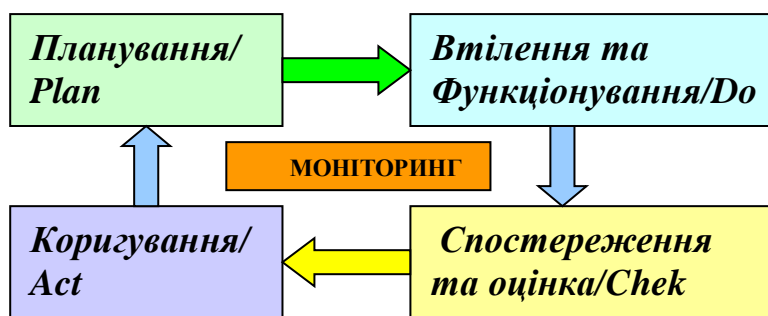 Планування/
Plan
Втілення та
Функціонування/Do
МОНІТОРИНГ
Коригування/
Act
Спостереження
та оцінка/Chek